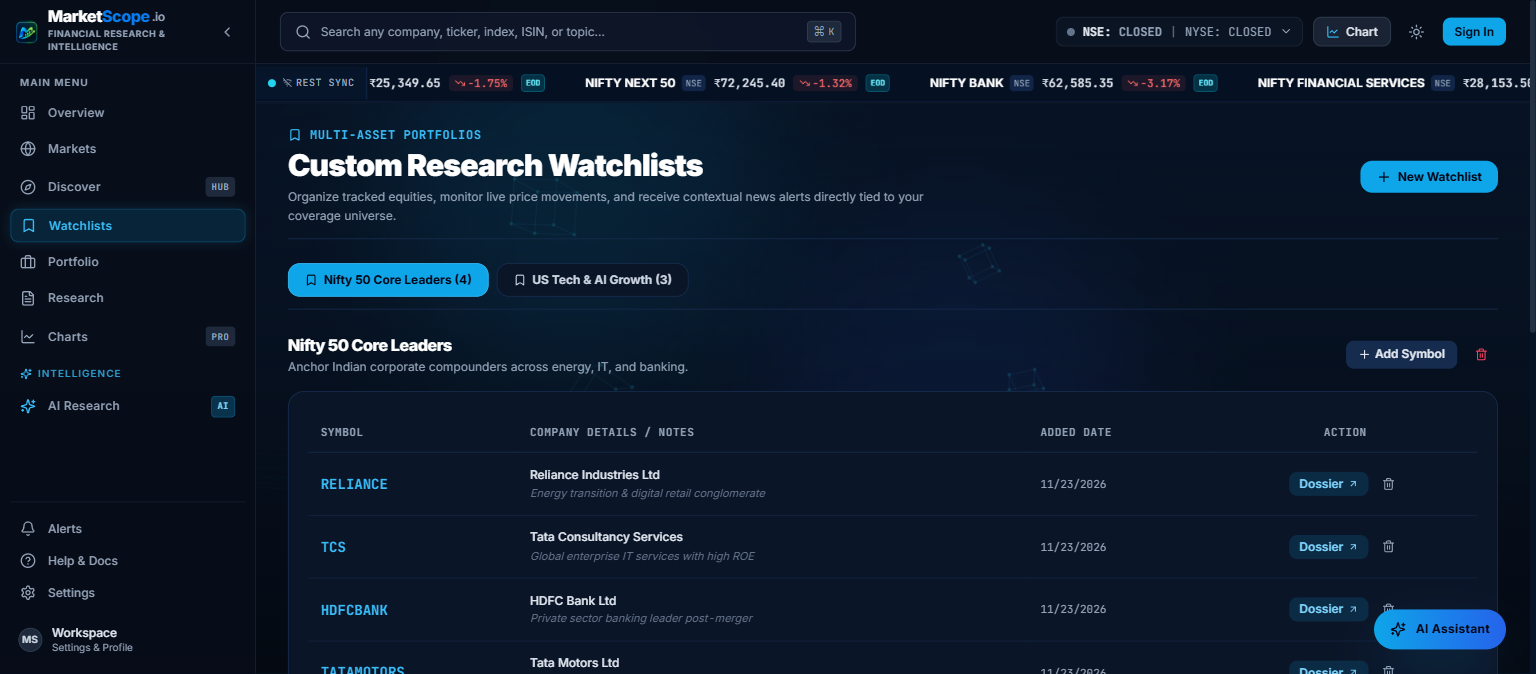 MarketScope.io
FINANCIAL RESEARCH &
INTELLIGENCE
Search any company, ticker, index, ISIN, or topic...
⌘ K
NSE: CLOSED | NYSE: CLOSED
Chart
Sign In
REST SYNC
₹25,349.65 -1.75% EOD
NIFTY NEXT 50 NSE ₹72,245.40 -1.32% EOD
NIFTY BANK NSE ₹62,585.35 -3.17% EOD
NIFTY FINANCIAL SERVICES NSE ₹28,153.50
MAIN MENU
Overview
Markets
Discover HUB
Watchlists
Portfolio
Research
Charts PRO
INTELLIGENCE
AI Research AI
Alerts
Help & Docs
Settings
MS
Workspace
Settings & Profile
MULTI-ASSET PORTFOLIOS
Custom Research Watchlists
Organize tracked equities, monitor live price movements, and receive contextual news alerts directly tied to your
coverage universe.
+ New Watchlist
Nifty 50 Core Leaders (4)
US Tech & AI Growth (3)
Nifty 50 Core Leaders
Anchor Indian corporate compounders across energy, IT, and banking.
+ Add Symbol
SYMBOL COMPANY DETAILS / NOTES ADDED DATE ACTION
RELIANCE Reliance Industries Ltd 11/23/2026 Dossier
Energy transition & digital retail conglomerate
TCS Tata Consultancy Services 11/23/2026 Dossier
Global enterprise IT services with high ROE
HDFCBANK HDFC Bank Ltd 11/23/2026 Dossier
Private sector banking leader post-merger
TATAMOTORS Tata Motors Ltd 11/23/2026 Dossier
AI Assistant